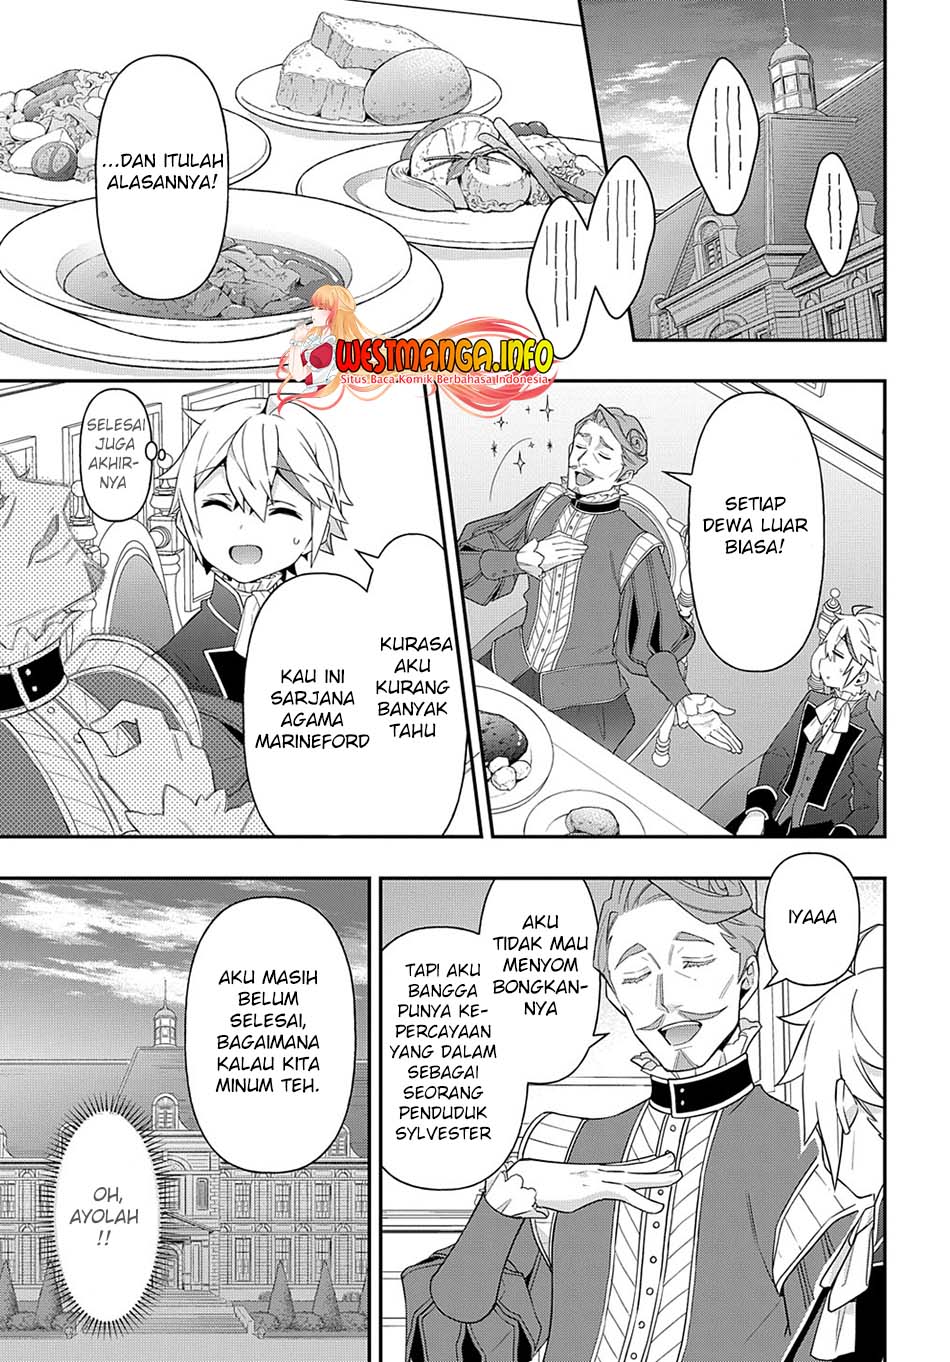 ...DAN ITULAH
ALASANNYA!
WESTMANGA.INFO
Situs Baca Komik Berbahasa Indonesia
SETIAP
DEWA LUAR
BIASA!
SELESAI
JUGA
AKHIR-
NYA
KURASA
AKU
KURANG
BANYAK
TAHU
KAU INI
SARJANA
AGAMA
MARINEFORD
IYAAA
AKU
TIDAK MAU
MENYOM
BONGKAN-
NYA
TAPI AKU
BANGGA
PUNYA KE-
PERCAYAAN
YANG DALAM
SEBAGAI
SEORANG
PENDUDUK
SYLVESTER
AKU MASIH
BELUM
SELESAI,
BAGAIMANA
KALAU KITA
MINUM TEH.
OH,
AYOLAH
!!